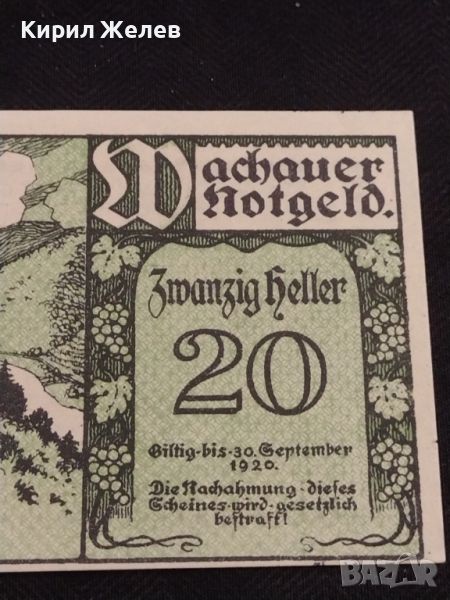 Кирил Желев
Wachauer
Notgeld.
Zwanzig Heller
20
Giltig-bis-30. September
1920.
Die Nachahmung-dieses
Scheines-wird-gesetzlich
bestraft!
BAZAR